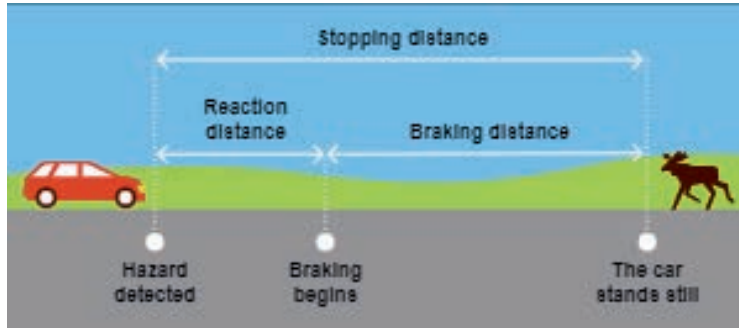 Stopping distance
Reaction
distance
Braking distance
Hazard
detected
Braking
begins
The car
stands still